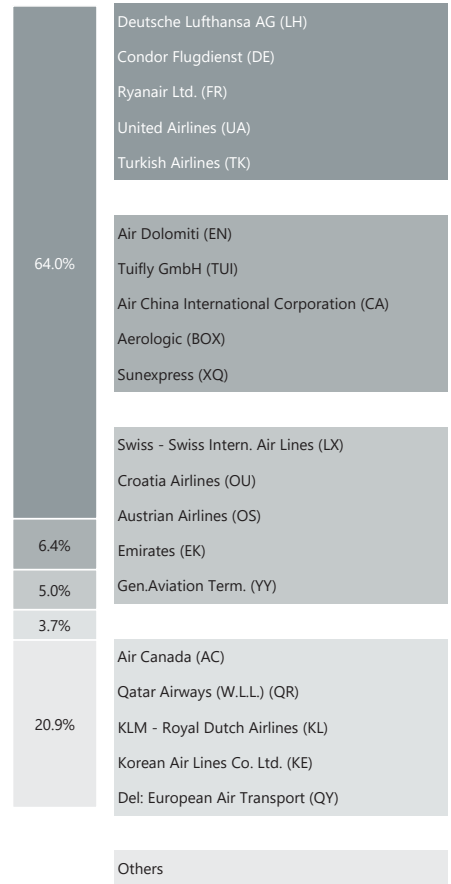 64.0%
6.4%
5.0%
3.7%
20.9%
Deutsche Lufthansa AG (LH)
Condor Flugdienst (DE)
Ryanair Ltd. (FR)
United Airlines (UA)
Turkish Airlines (TK)
Air Dolomiti (EN)
Tuifly GmbH (TUI)
Air China International Corporation (CA)
Aerologic (BOX)
Sunexpress (XQ)
Swiss - Swiss Intern. Air Lines (LX)
Croatia Airlines (OU)
Austrian Airlines (OS)
Emirates (EK)
Gen.Aviation Term. (YY)
Air Canada (AC)
Qatar Airways (W.L.L.) (QR)
KLM - Royal Dutch Airlines (KL)
Korean Air Lines Co. Ltd. (KE)
Del: European Air Transport (QY)
Others